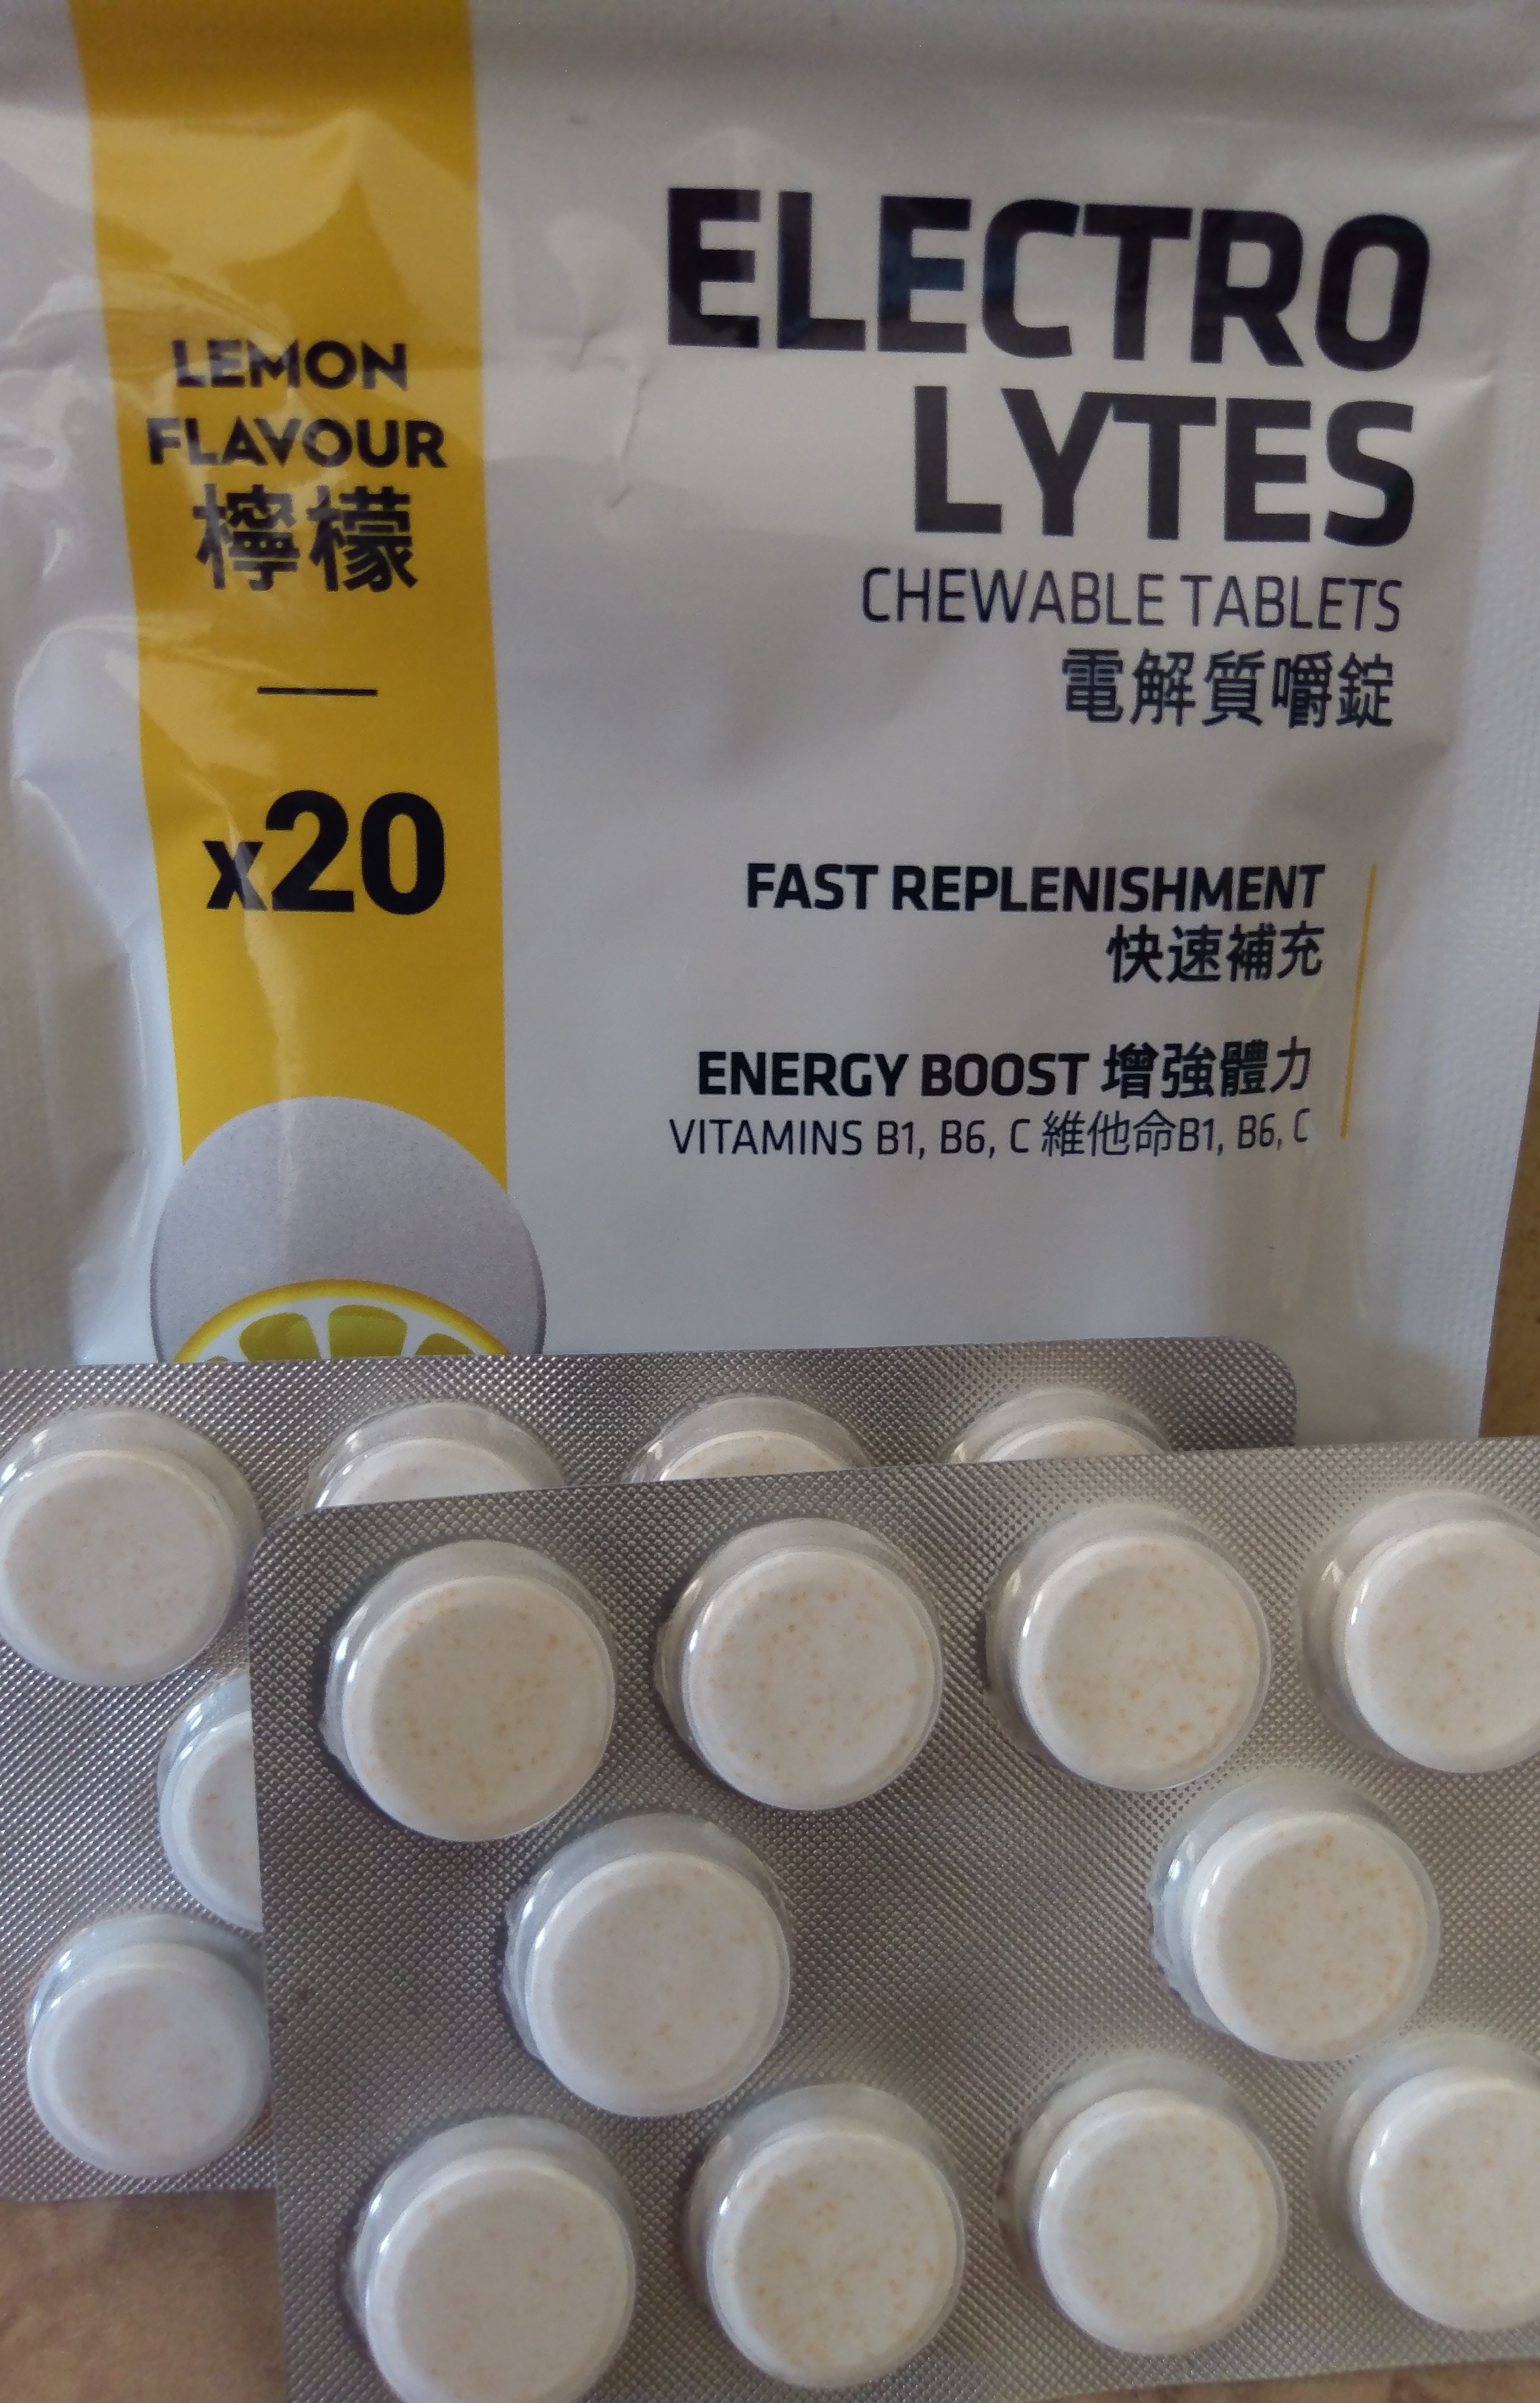 LEMON
FLAVOUR
檸檬
x20
ELECTRO
LYTES
CHEWABLE TABLETS
電解質嚼錠
FAST REPLENISHMENT
快速補充
ENERGY BOOST 增強體力
VITAMINS B1, B6, C 維他命B1, B6, C